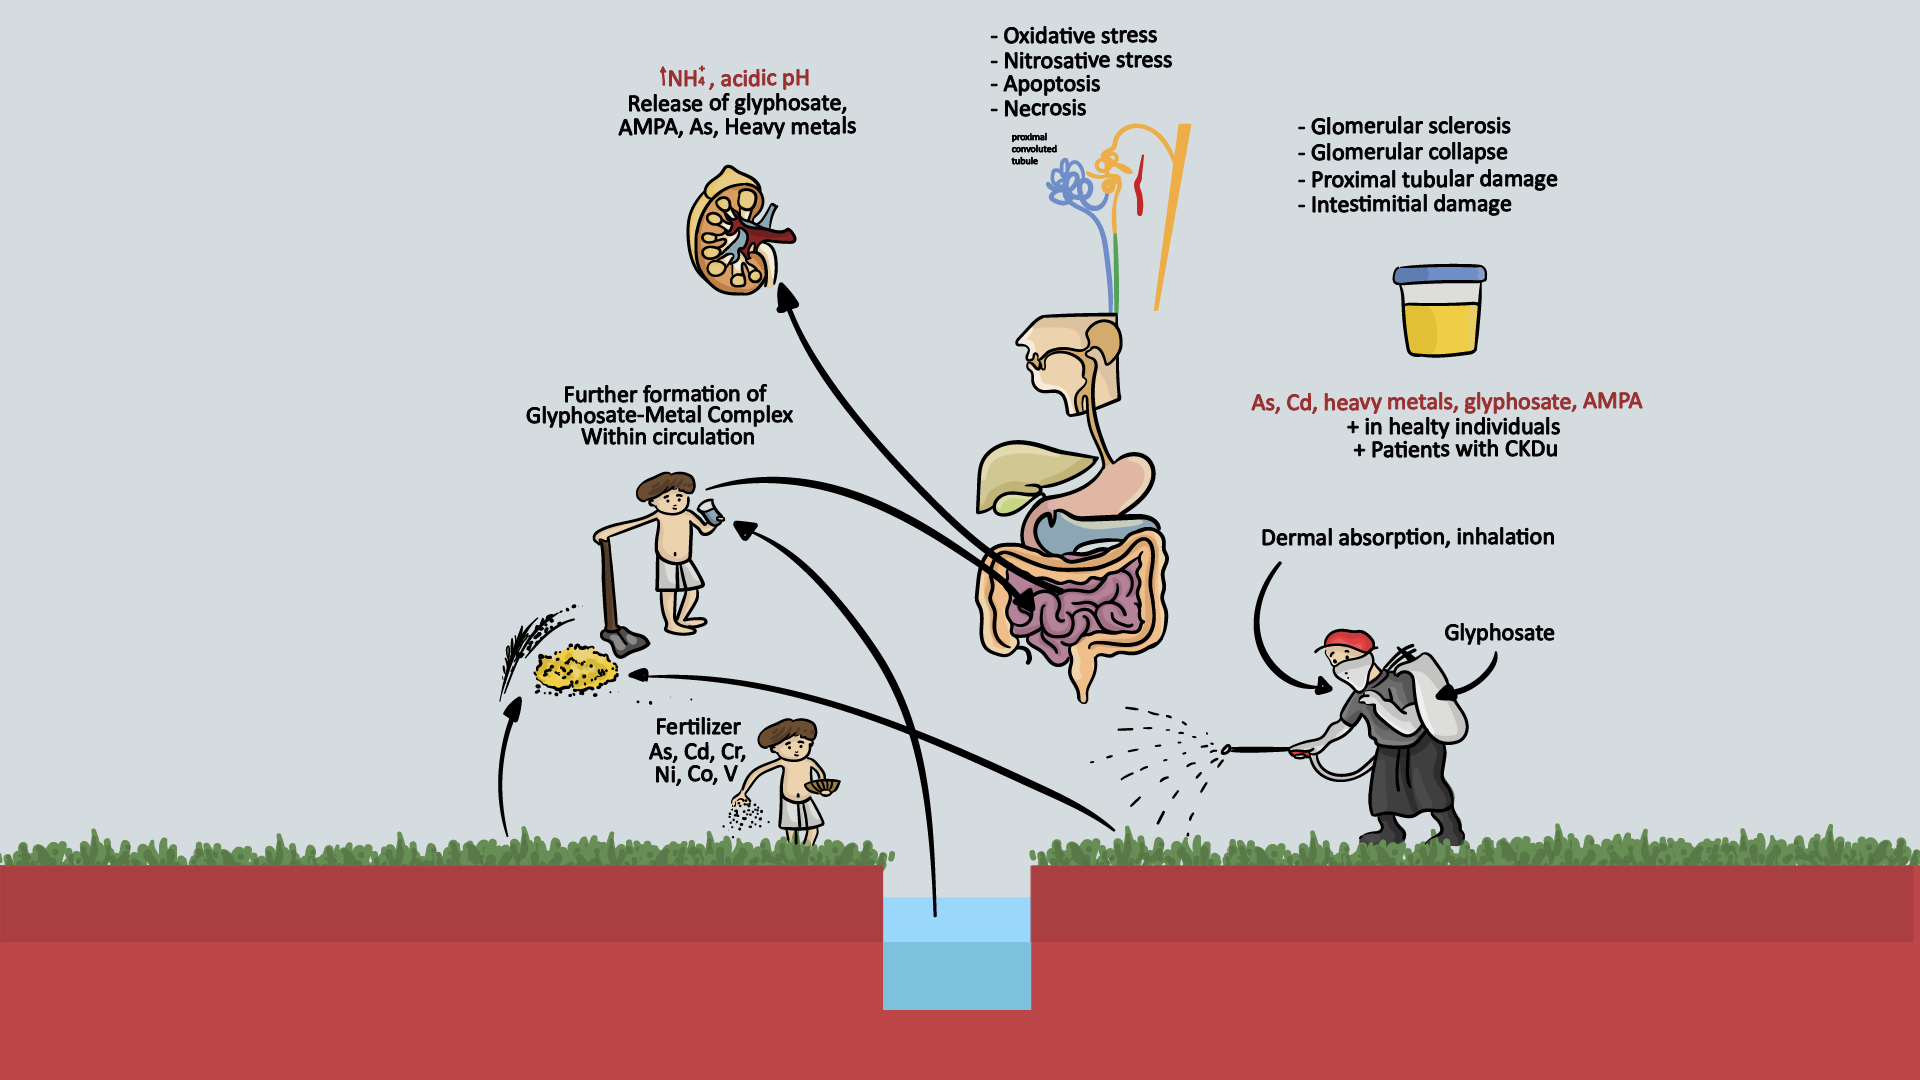 - Oxidative stress
- Nitrosative stress
- Apoptosis
- Necrosis
↑NH₄⁺, acidic pH
Release of glyphosate,
AMPA, As, Heavy metals
proximal
convoluted
tubule
- Glomerular sclerosis
- Glomerular collapse
- Proximal tubular damage
- Intestimitial damage
Further formation of
Glyphosate-Metal Complex
Within circulation
As, Cd, heavy metals, glyphosate, AMPA
+ in healty individuals
+ Patients with CKDu
Dermal absorption, inhalation
Glyphosate
Fertilizer
As, Cd, Cr,
Ni, Co, V